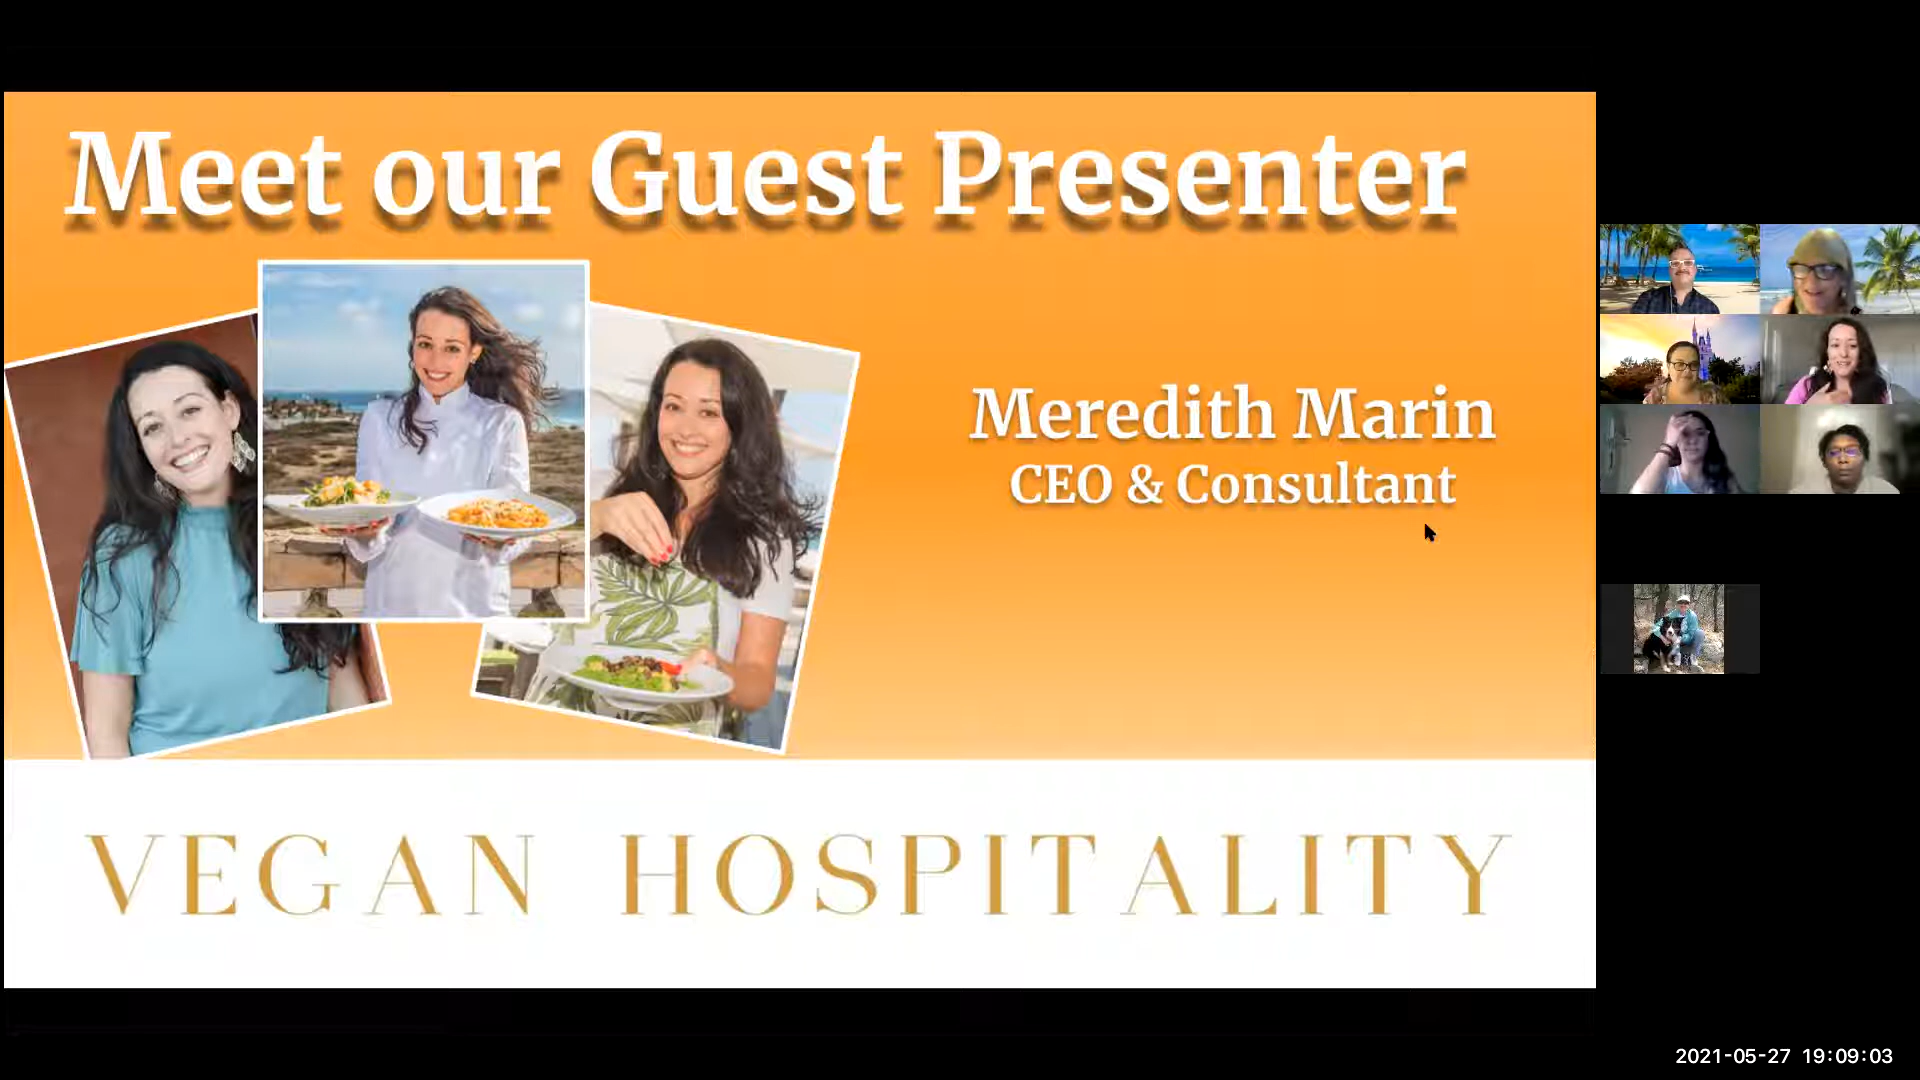 Meet our Guest Presenter
Meredith Marin
CEO & Consultant
VEGAN HOSPITALITY
2021-05-27 19:09:03